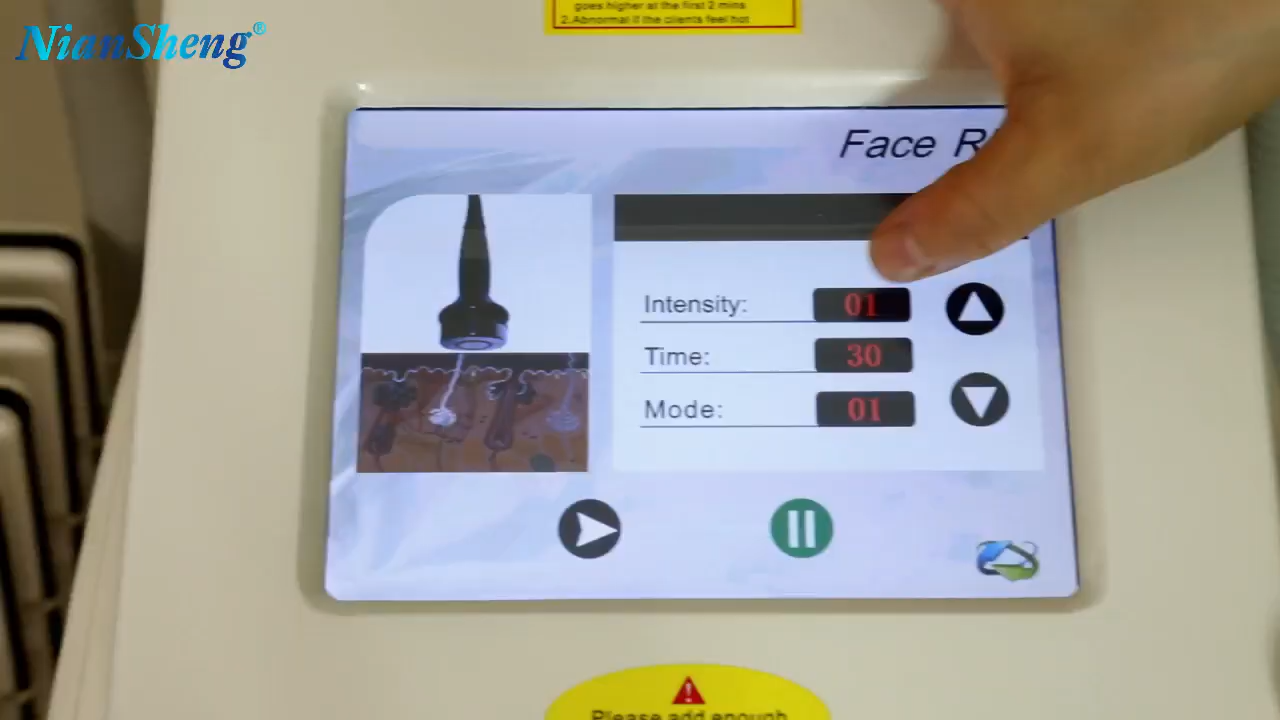 NianSheng®
goes higher at the first 2 mins
2.Abnormal if the clients feel hot
Face
Intensity: 01
Time: 30
Mode: 01
Please add enough